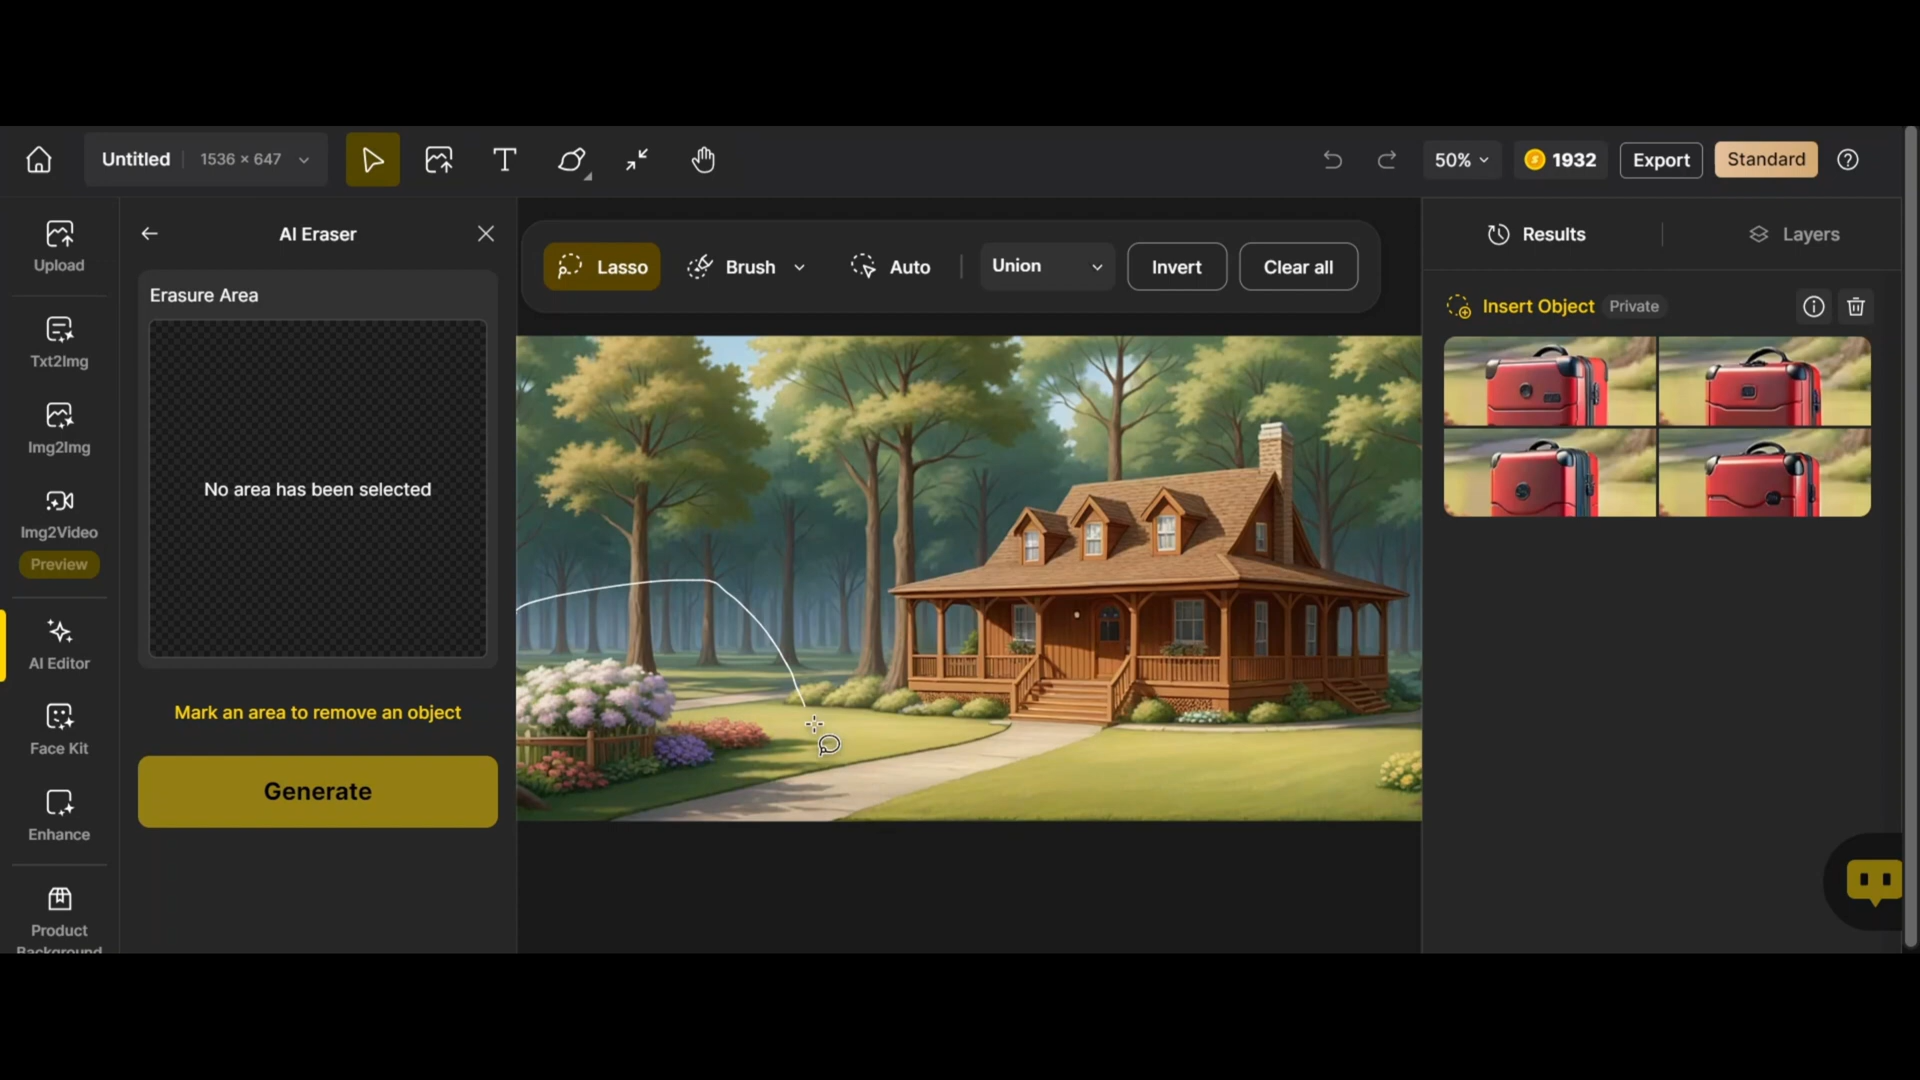 Untitled
1536 × 647
50%
1932
Export
Standard
Upload
Txt2Img
Img2Img
Img2Video
Preview
AI Editor
Face Kit
Enhance
Product
Background
AI Eraser
Erasure Area
No area has been selected
Mark an area to remove an object
Generate
Lasso
Brush
Auto
Union
Invert
Clear all
Results
Layers
Insert Object
Private